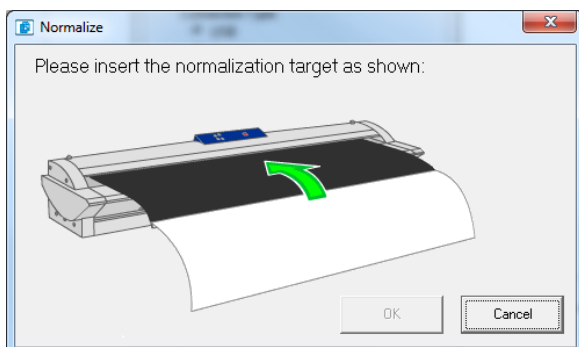 Normalize
Please insert the normalization target as shown:
OK
Cancel